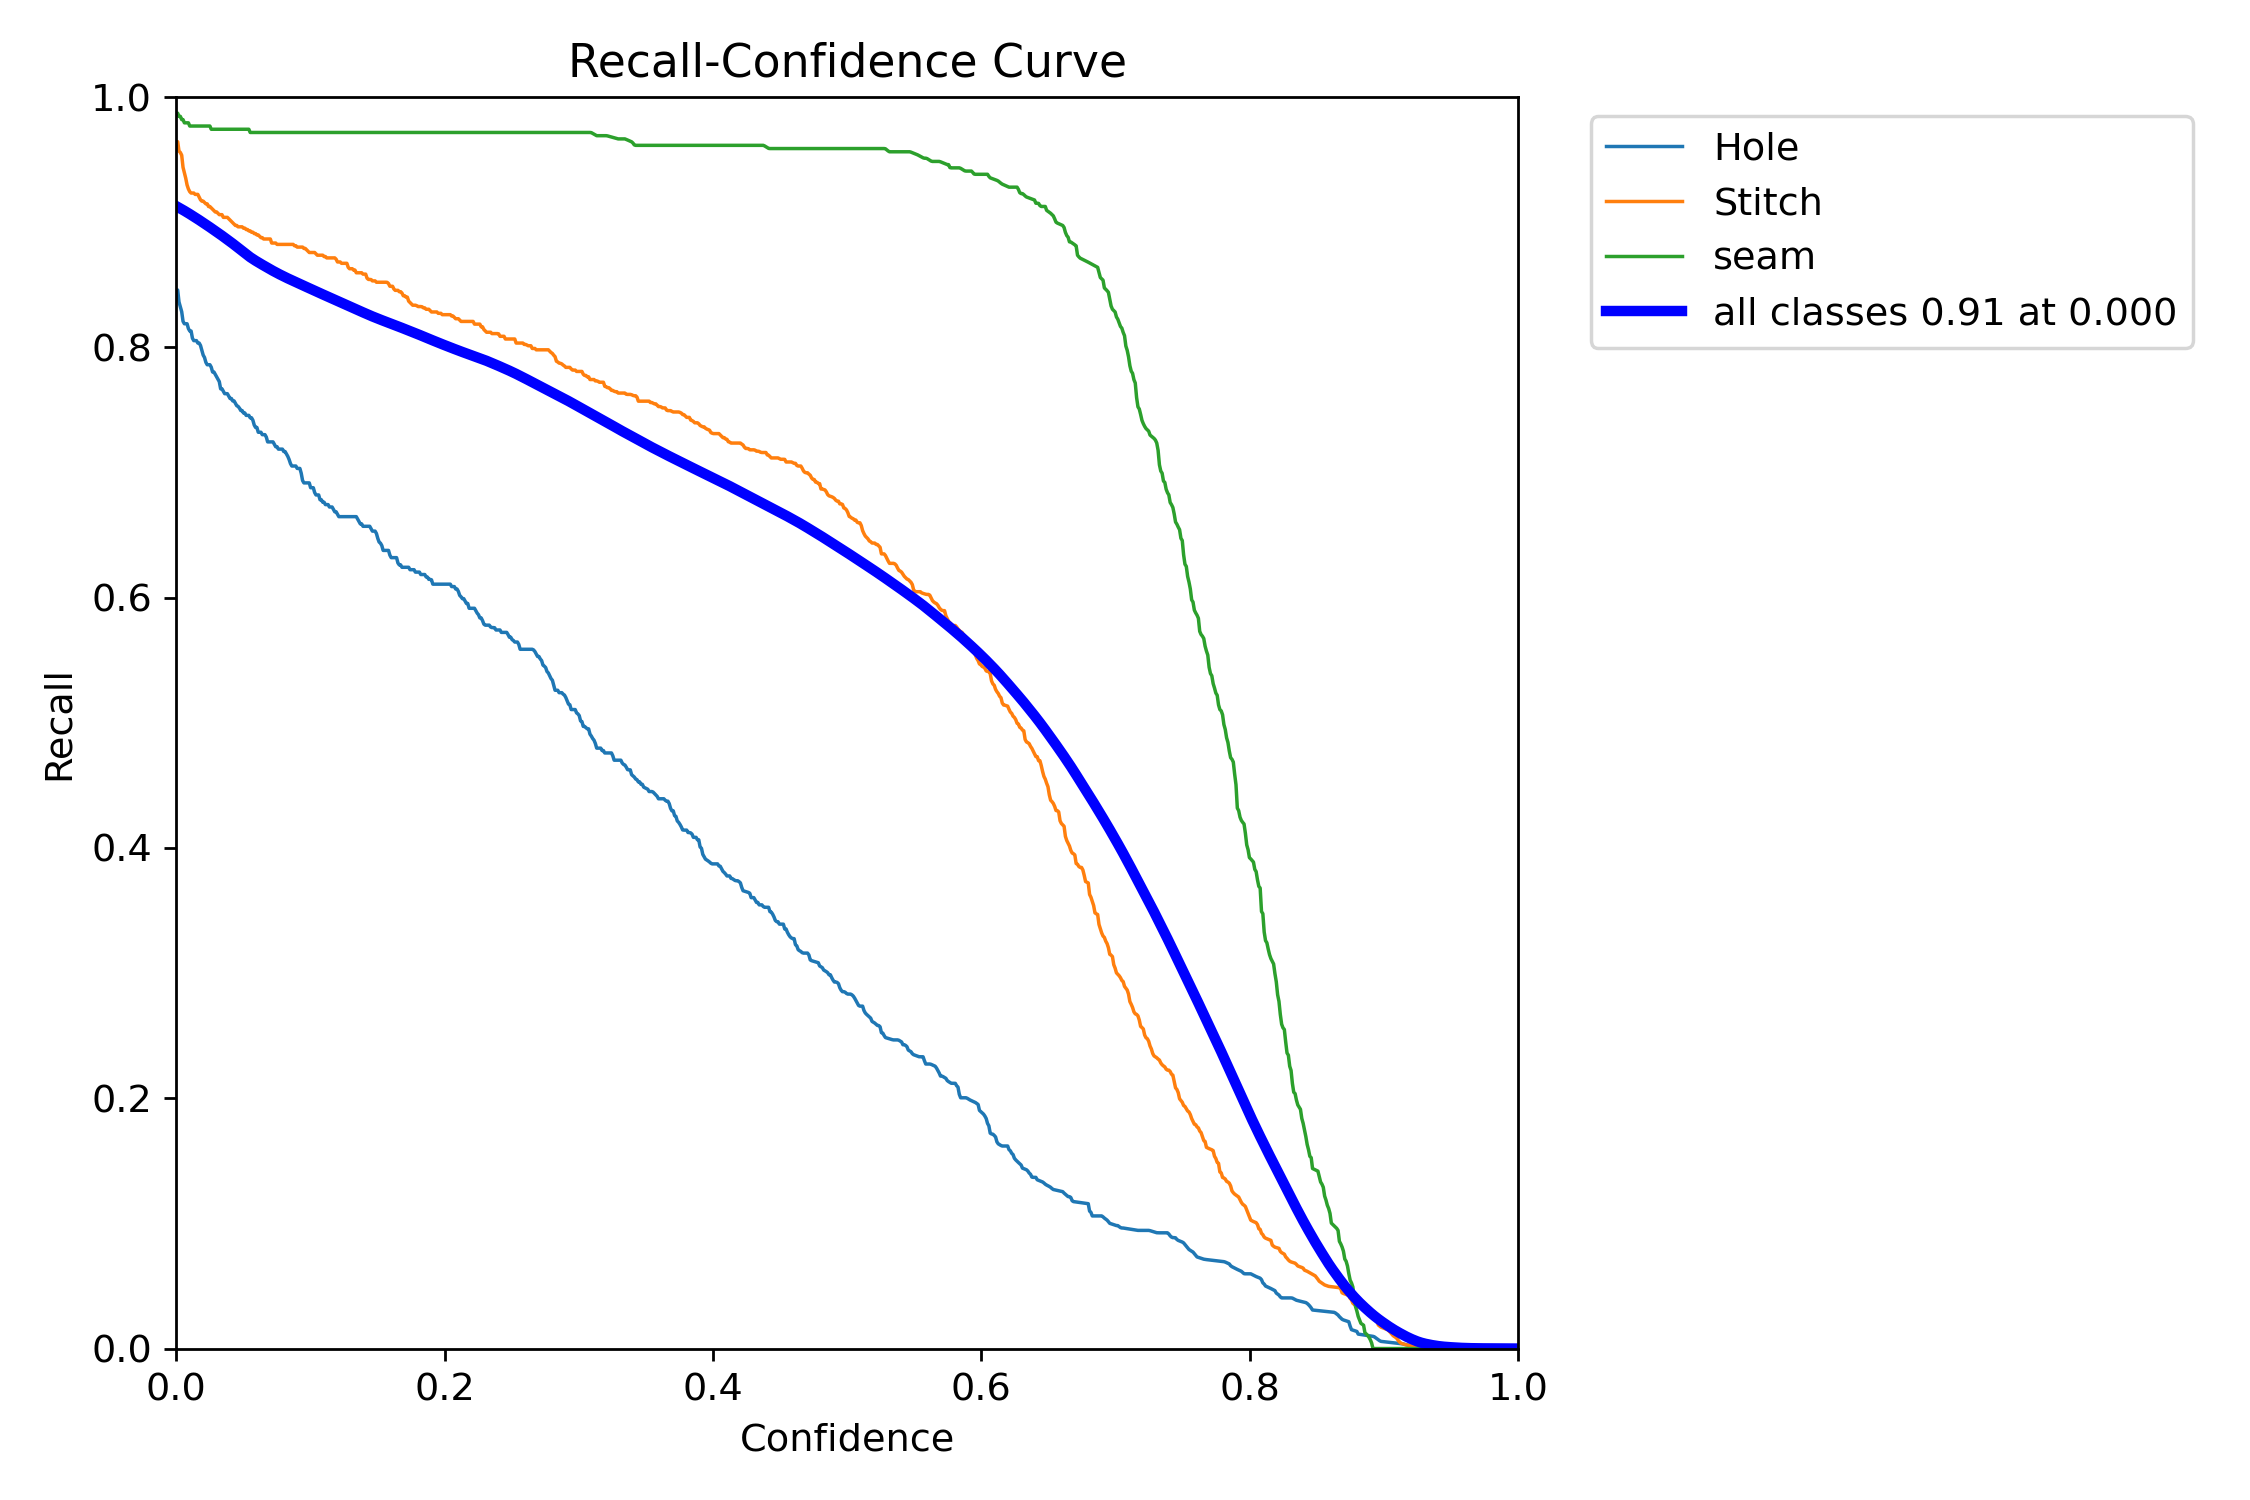 Recall-Confidence Curve
1.0
0.8
0.6
0.4
0.2
0.0
Recall
0.0 0.2 0.4 0.6 0.8 1.0
Confidence
Hole
Stitch
seam
all classes 0.91 at 0.000